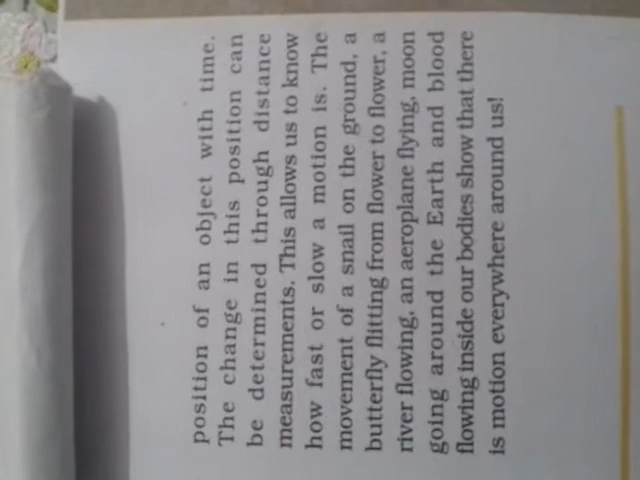 position of an object with time.
The change in this position can
be determined through distance
measurements. This allows us to know
how fast or slow a motion is. The
movement of a snail on the ground, a
butterfly flitting from flower to flower, a
river flowing, an aeroplane flying, moon
going around the Earth and blood
flowing inside our bodies show that there
is motion everywhere around us!